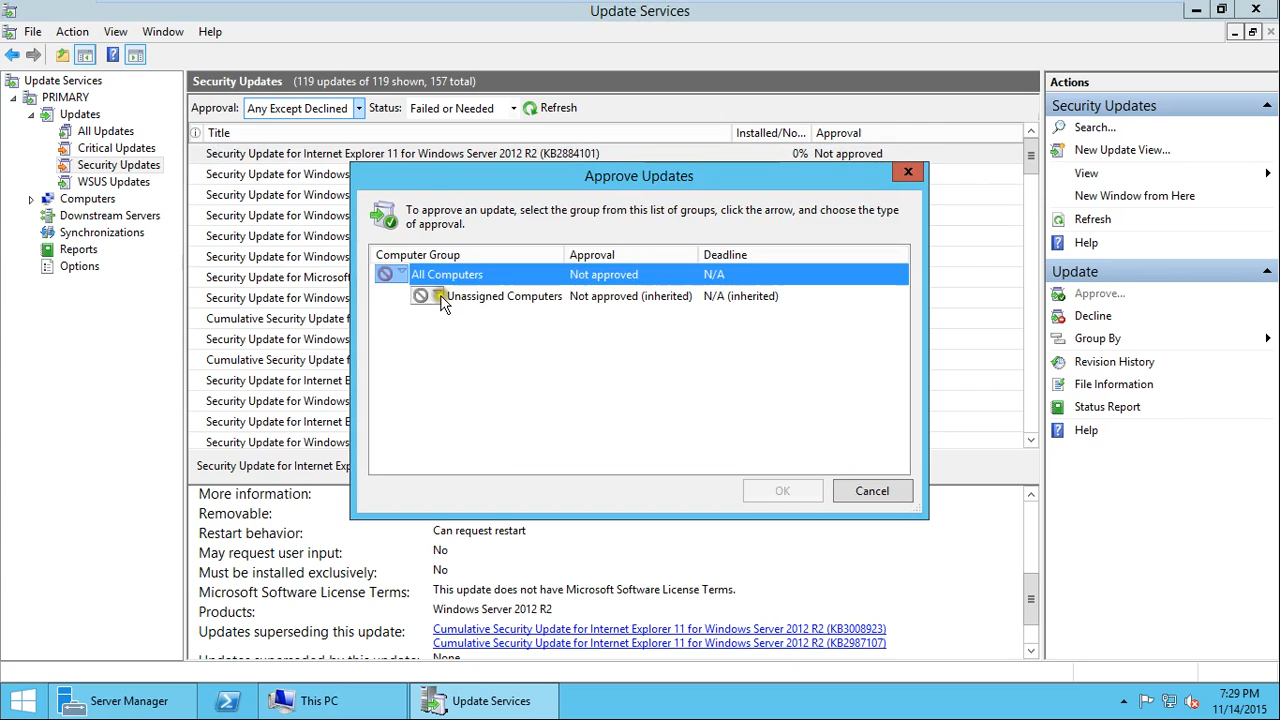 Update Services
File Action View Window Help
Update Services
PRIMARY
Updates
All Updates
Critical Updates
Security Updates
WSUS Updates
Computers
Downstream Servers
Synchronizations
Reports
Options
Security Updates (119 updates of 119 shown, 157 total)
Approval: Any Except Declined Status: Failed or Needed Refresh
Title Installed/No... Approval
Security Update for Internet Explorer 11 for Windows Server 2012 R2 (KB2884101) 0% Not approved
Security Update for Windows
Security Update for Windows
Security Update for Windows
Security Update for Windows
Security Update for Windows
Security Update for Microsoft
Security Update for Windows
Cumulative Security Update f
Security Update for Windows
Cumulative Security Update f
Security Update for Internet E
Security Update for Windows
Security Update for Internet E
Security Update for Windows
Security Update for Internet Exp
Approve Updates
To approve an update, select the group from this list of groups, click the arrow, and choose the type
of approval.
Computer Group Approval Deadline
All Computers Not approved N/A
Unassigned Computers Not approved (inherited) N/A (inherited)
OK Cancel
More information:
Removable:
Restart behavior: Can request restart
May request user input: No
Must be installed exclusively: No
Microsoft Software License Terms: This update does not have Microsoft Software License Terms.
Products: Windows Server 2012 R2
Updates superseding this update: Cumulative Security Update for Internet Explorer 11 for Windows Server 2012 R2 (KB3008923)
Cumulative Security Update for Internet Explorer 11 for Windows Server 2012 R2 (KB2987107)
Updates superseded by this update: None
Actions
Security Updates
Search...
New Update View...
View
New Window from Here
Refresh
Help
Update
Approve...
Decline
Group By
Revision History
File Information
Status Report
Help
Server Manager This PC Update Services
7:29 PM
11/14/2015